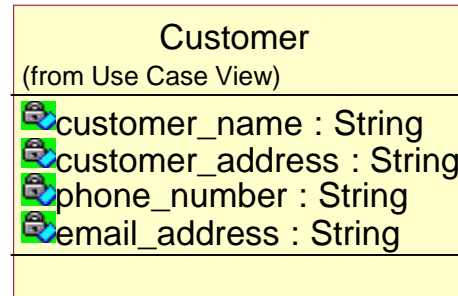 Customer
(from Use Case View)
customer_name : String
customer_address : String
phone_number : String
email_address : String